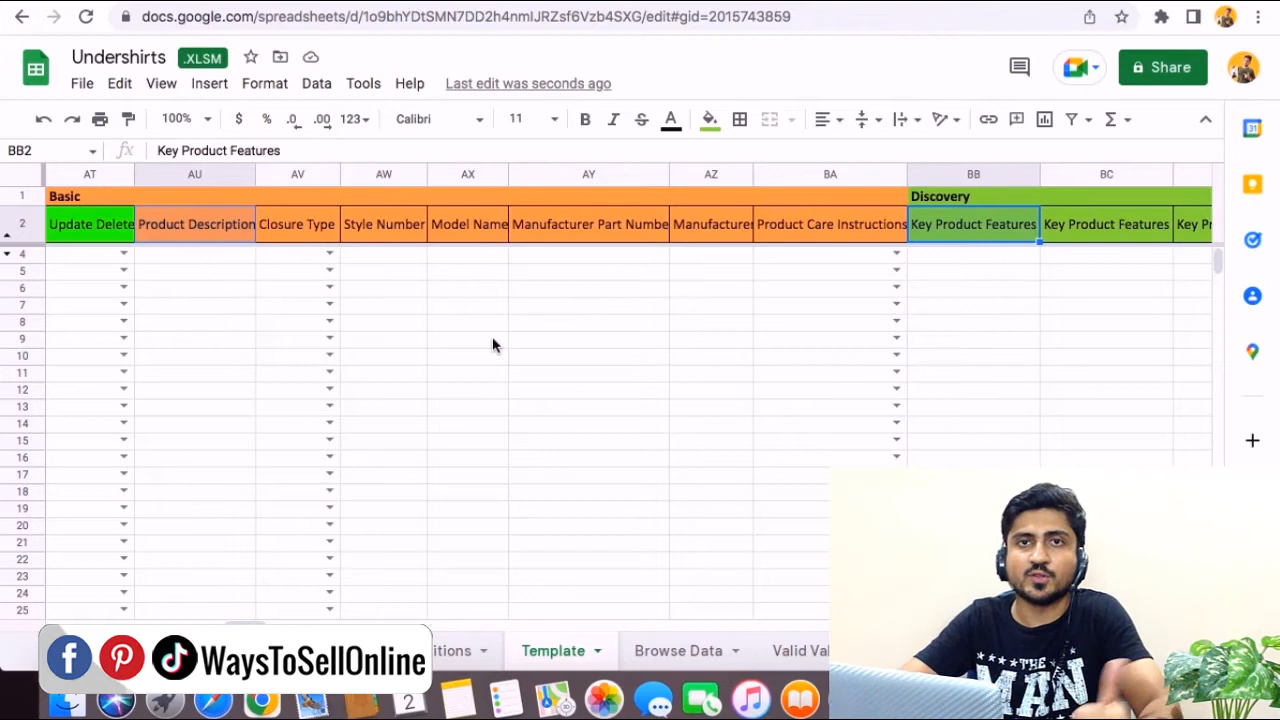 docs.google.com/spreadsheets/d/1o9bhYDtSMN7DD2h4nmIJRZsf6Vzb4SXG/edit#gid=2015743859
Undershirts .XLSM
File Edit View Insert Format Data Tools Help Last edit was seconds ago
Share
100% $ % .0 .00 123 Calibri 11 B I S A
BB2 fx Key Product Features
AT AU AV AW AX AY AZ BA BB BC
1 Basic Discovery
2 Update Delete Product Description Closure Type Style Number Model Name Manufacturer Part Numbe Manufacturer Product Care Instructions Key Product Features Key Product Features Key Pr
4
5
6
7
8
9
10
11
12
13
14
15
16
17
18
19
20
21
22
23
24
25
itions Template Browse Data Valid Val
WaysToSellOnline
2
31
THE
MAN